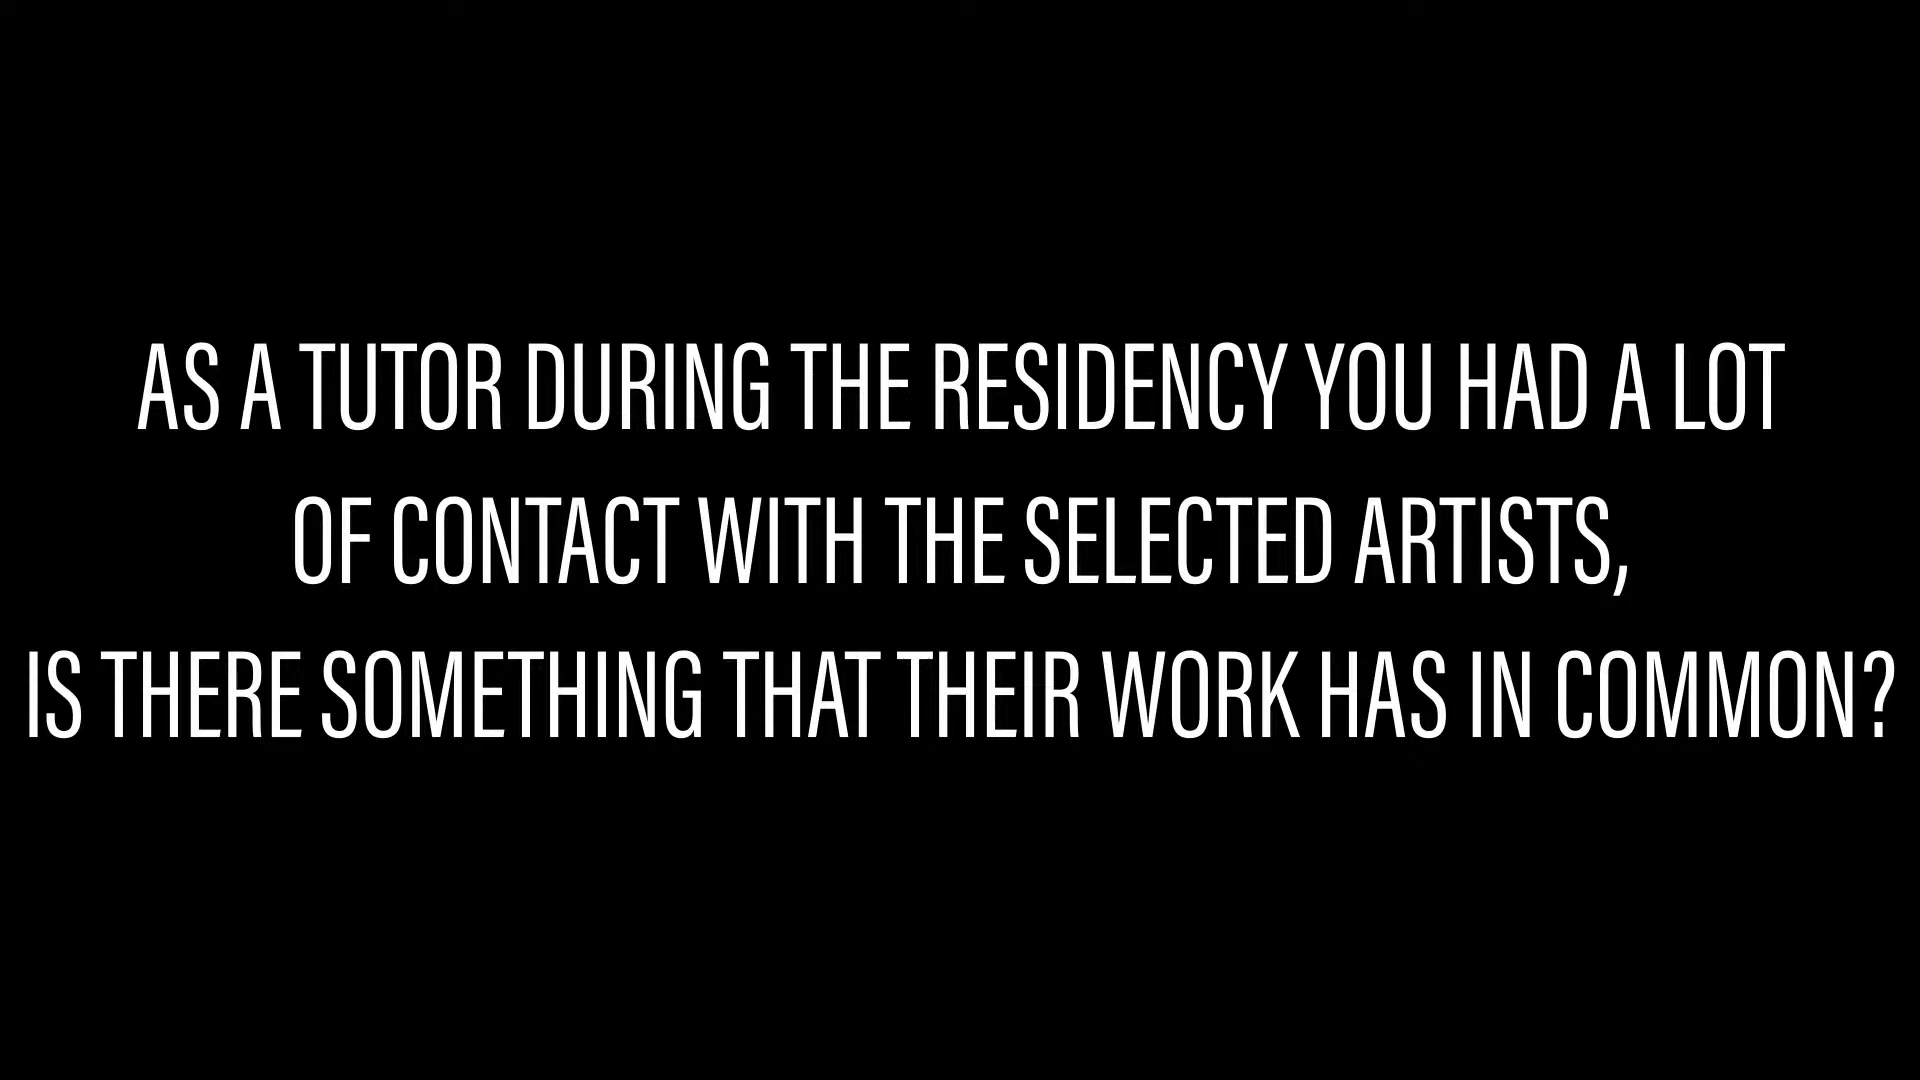 AS A TUTOR DURING THE RESIDENCY YOU HAD A LOT
OF CONTACT WITH THE SELECTED ARTISTS,
IS THERE SOMETHING THAT THEIR WORK HAS IN COMMON?